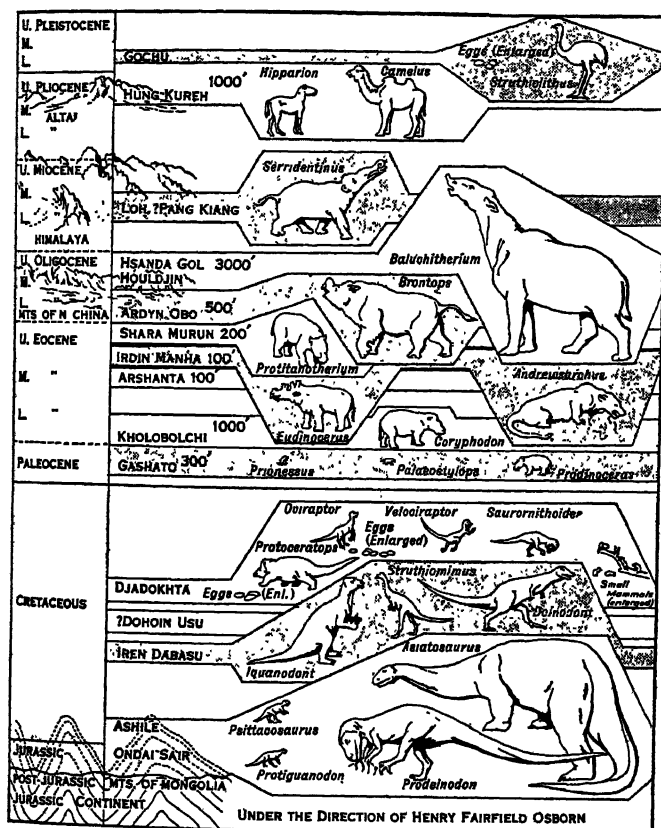 U. PLEISTOCENE
M.
L.
GOCHU
Eggs (Enlarged)
Struthiolithus
U. PLIOCENE
M. ALTAI
L. "
1000'
HUNG KUREH
Hipparion
Camelus
U. MIOCENE
M.
L.
HIMALAYA
LOH, ?PANG KIANG
Serridentinus
Baluchitherium
U. OLIGOCENE
M.
L.
MTS OF N CHINA
HSANDA GOL 3000'
HOULDJIN
ARDYN OBO 500'
Brontops
U. EOCENE
M. "
L. "
SHARA MURUN 200'
IRDIN MANHA 100'
ARSHANTA 100'
1000'
KHOLOBOLCHI
Protitanotherium
Andrewsarchus
Eudinocerus
Coryphodon
PALEOCENE
GASHATO 300'
Prionessus
Palaeostylops
Prodinoceras
CRETACEOUS
Oviraptor
Velociraptor
Saurornithoides
Eggs
(Enlarged)
Protoceratops
Eggs (Enl.)
Small
Mammals
(enlarged)
DJADOKHTA
?DOHOIN USU
IREN DABASU
Struthiomimus
Deinodont
Iguanodont
Asiatosaurus
ASHILE
ONDAI SAIR
Psittacosaurus
Protiguanodon
Prodeinodon
JURASSIC
POST-JURASSIC MTS. OF MONGOLIA
JURASSIC CONTINENT
UNDER THE DIRECTION OF HENRY FAIRFIELD OSBORN